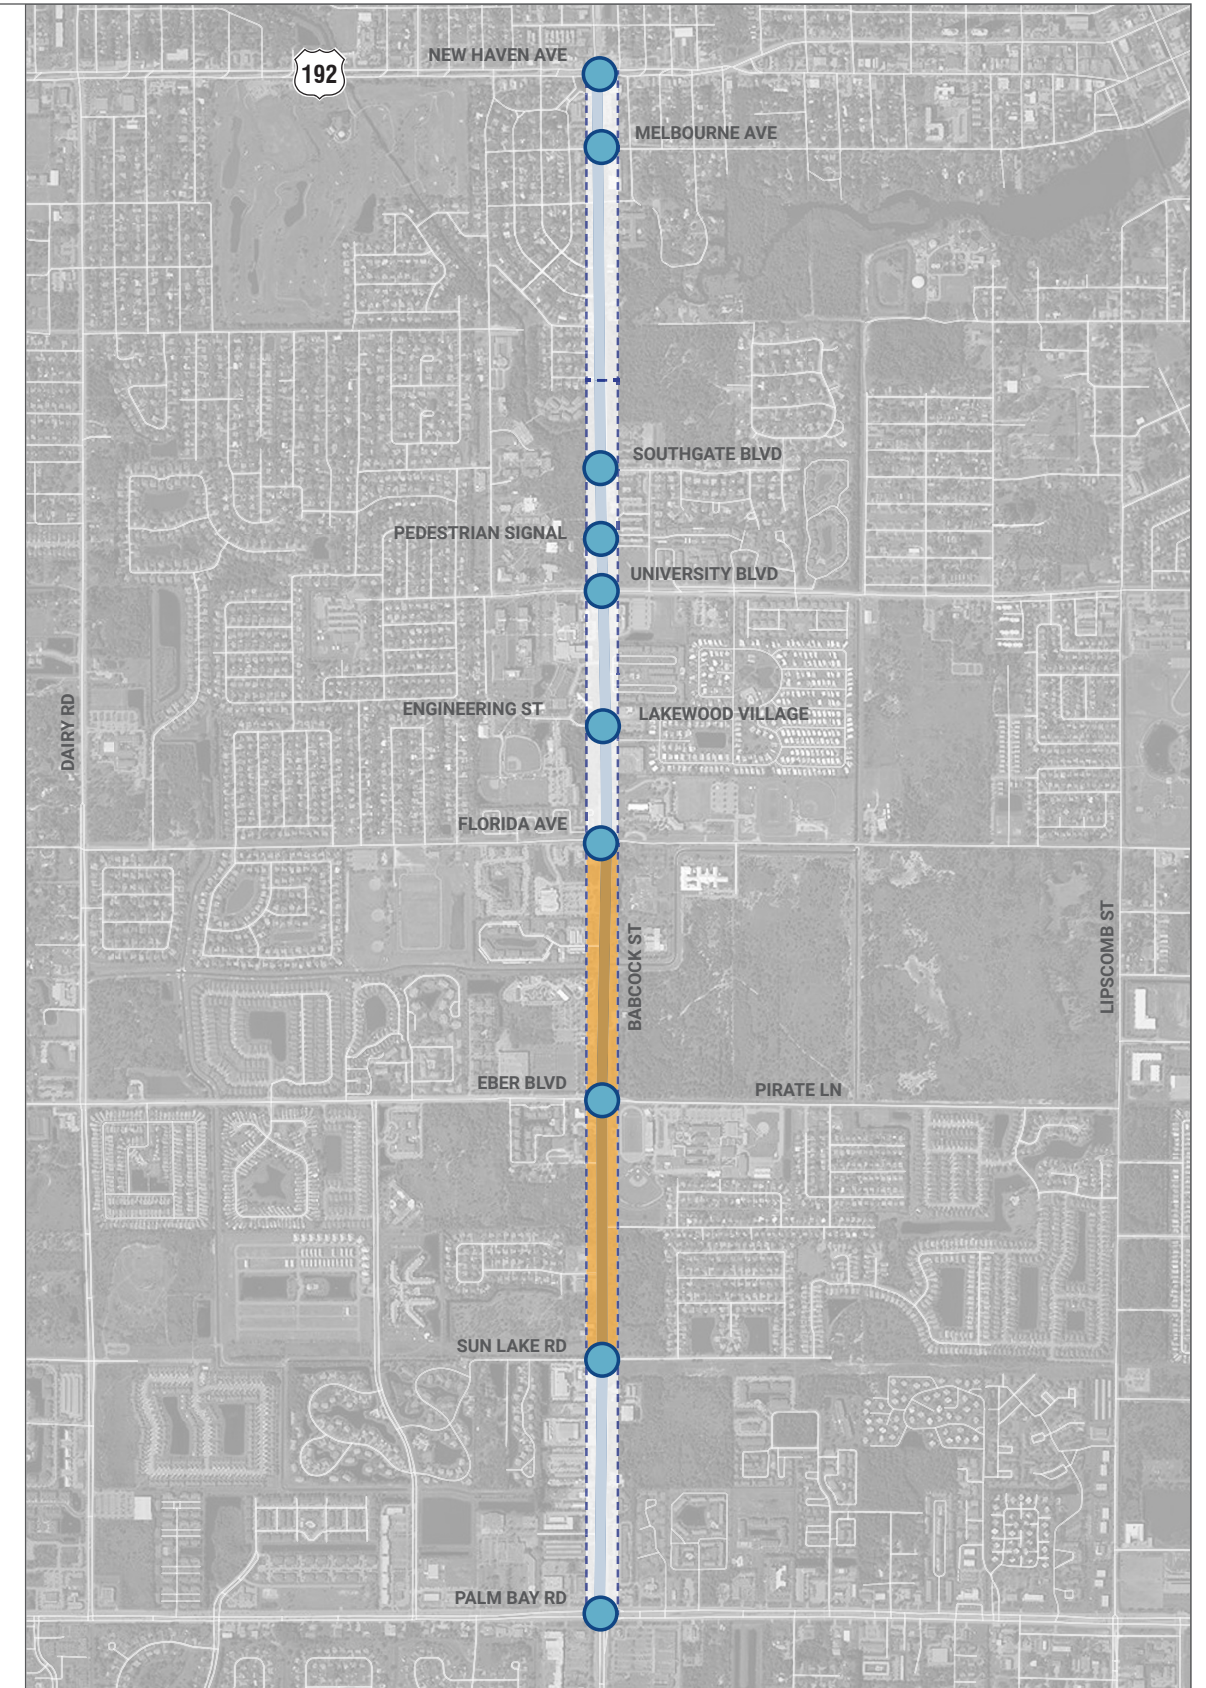 NEW HAVEN AVE
192
MELBOURNE AVE
SOUTHGATE BLVD
PEDESTRIAN SIGNAL
UNIVERSITY BLVD
DAIRY RD
ENGINEERING ST
LAKEWOOD VILLAGE
FLORIDA AVE
BABCOCK ST
LIPSCOMB ST
EBER BLVD
PIRATE LN
SUN LAKE RD
PALM BAY RD